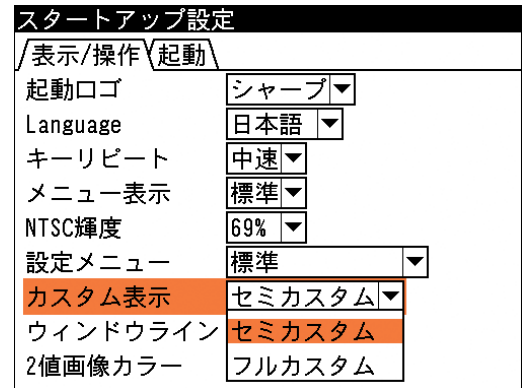 スタートアップ設定
表示/操作 起動
起動ロゴ シャープ▼
Language 日本語 ▼
キーリピート 中速▼
メニュー表示 標準▼
NTSC輝度 69% ▼
設定メニュー 標準 ▼
カスタム表示 セミカスタム▼
ウィンドウライン セミカスタム
2値画像カラー フルカスタム